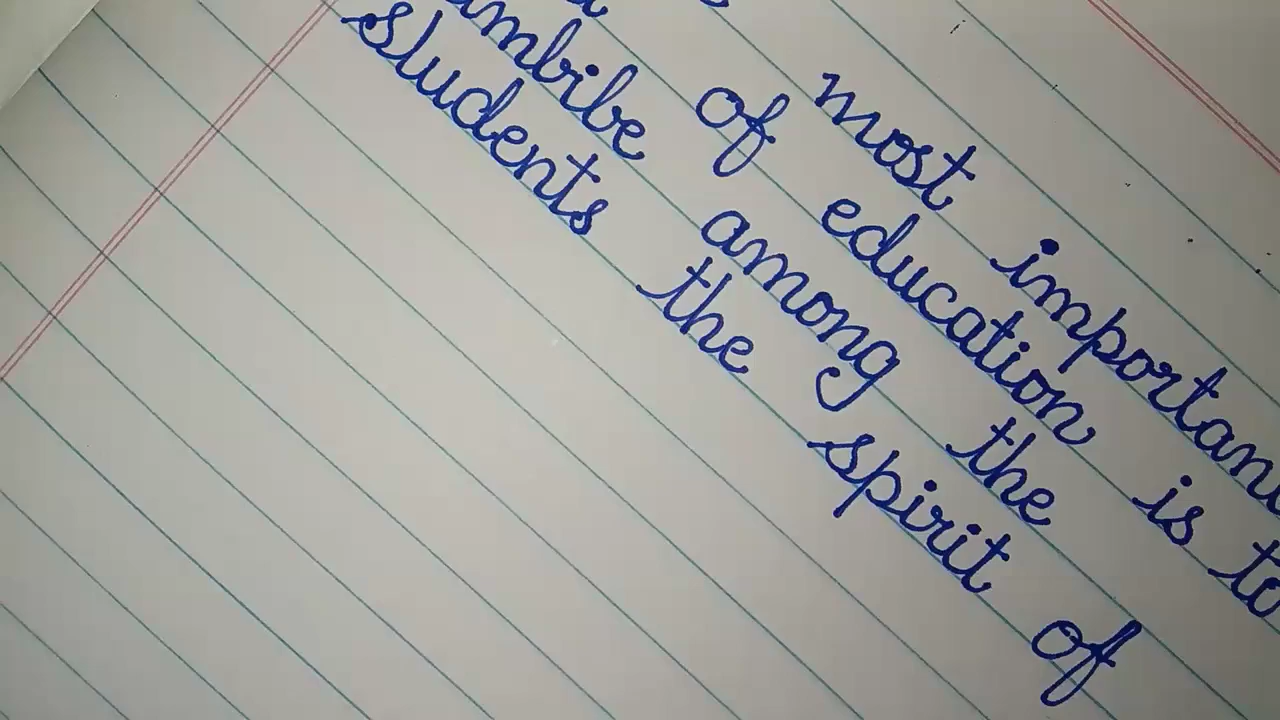 most importan
of education is to
imbibe among the
students the spirit of